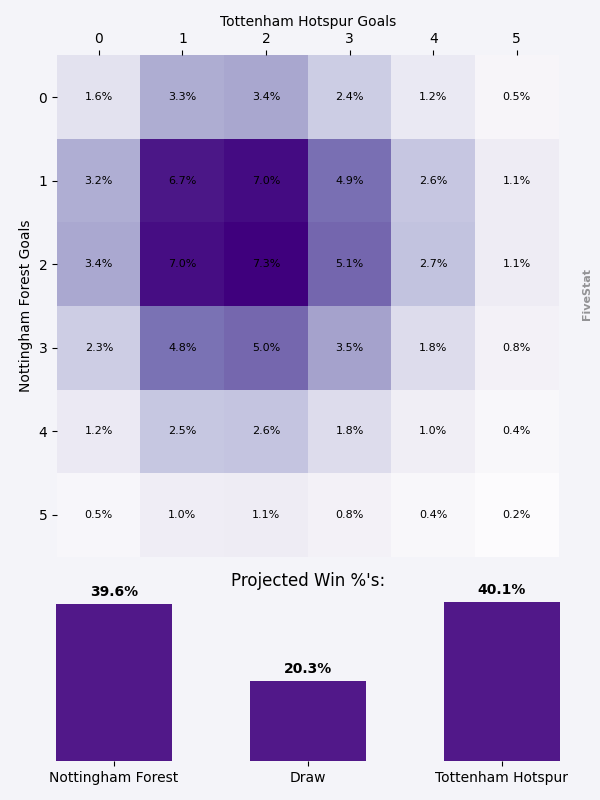 Tottenham Hotspur Goals
0 1 2 3 4 5
0 1.6% 3.3% 3.4% 2.4% 1.2% 0.5%
1 3.2% 6.7% 7.0% 4.9% 2.6% 1.1%
2 3.4% 7.0% 7.3% 5.1% 2.7% 1.1%
3 2.3% 4.8% 5.0% 3.5% 1.8% 0.8%
4 1.2% 2.5% 2.6% 1.8% 1.0% 0.4%
5 0.5% 1.0% 1.1% 0.8% 0.4% 0.2%
Nottingham Forest Goals
FiveStat
Projected Win %'s:
39.6% 20.3% 40.1%
Nottingham Forest Draw Tottenham Hotspur